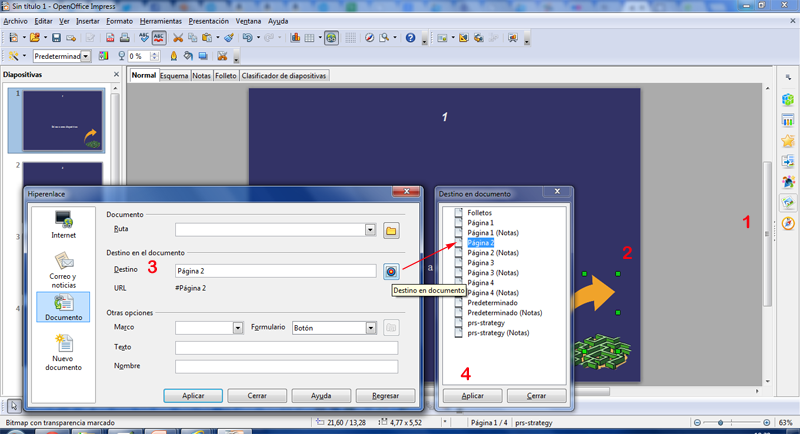 Sin título 1 - OpenOffice Impress
Archivo Editar Ver Insertar Formato Herramientas Presentación Ventana Ayuda
Predeterminad 0 %
Diapositivas
Normal Esquema Notas Folleto Clasificador de diapositivas
1
2
3
4
1
1
2
a
Hiperenlace
Internet
Correo y noticias
Documento
Nuevo documento
Documento
Ruta
Destino en el documento
Destino 3 Página 2
URL #Página 2
Otras opciones
Marco Formulario Botón
Texto
Nombre
Aplicar Cerrar Ayuda Regresar
Destino en documento
Destino en documento
Folletos
Página 1
Página 1 (Notas)
Página 2
Página 2 (Notas)
Página 3
Página 3 (Notas)
Página 4
Página 4 (Notas)
Predeterminado
Predeterminado (Notas)
prs-strategy
prs-strategy (Notas)
4
Aplicar Cerrar
Bitmap con transparencia marcado 21,60 / 13,28 4,77 x 5,52 Página 1 / 4 prs-strategy 63%